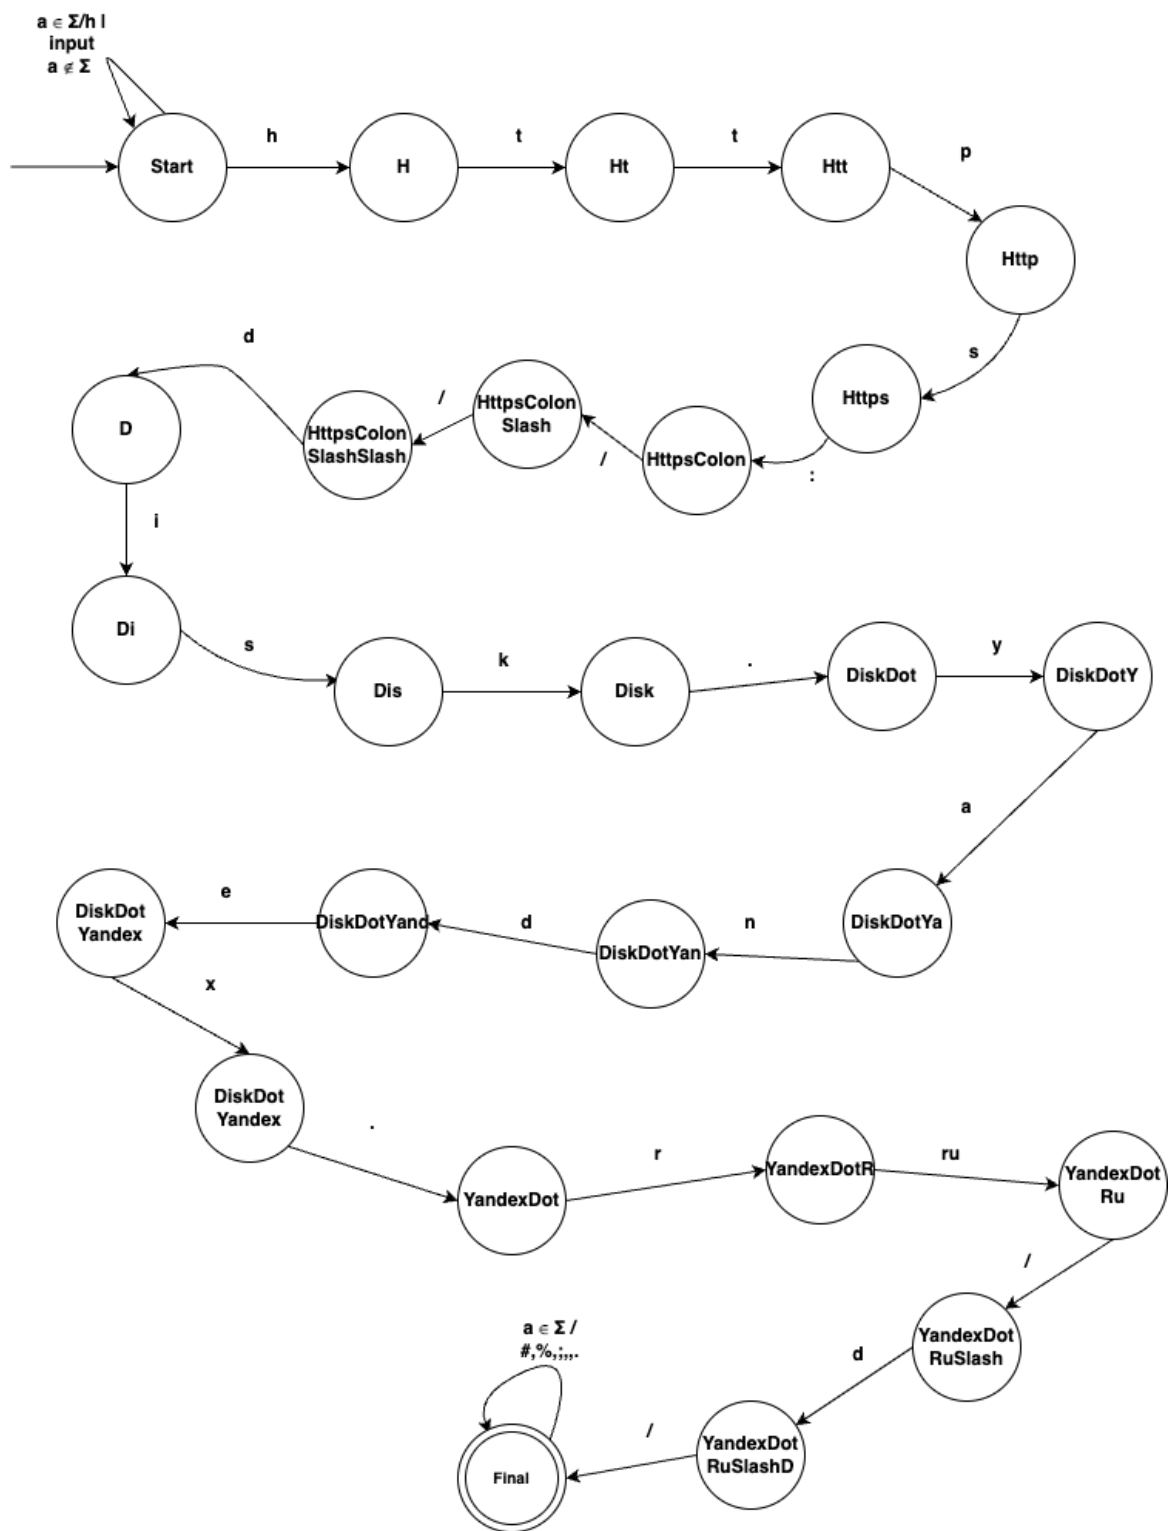 a ∈ Σ/h |
input
a ∉ Σ
h
t
t
p
Start
H
Ht
Htt
Http
s
d
Https
/
HttpsColon
Slash
D
HttpsColon
SlashSlash
/
HttpsColon
:
i
Di
s
k
.
y
Dis
Disk
DiskDot
DiskDotY
a
e
d
n
DiskDot
Yandex
DiskDotYand
DiskDotYan
DiskDotYa
x
DiskDot
Yandex
.
r
ru
YandexDot
YandexDotR
YandexDot
Ru
/
a ∈ Σ /
#,%,;,,.
d
YandexDot
RuSlash
/
YandexDot
RuSlashD
Final